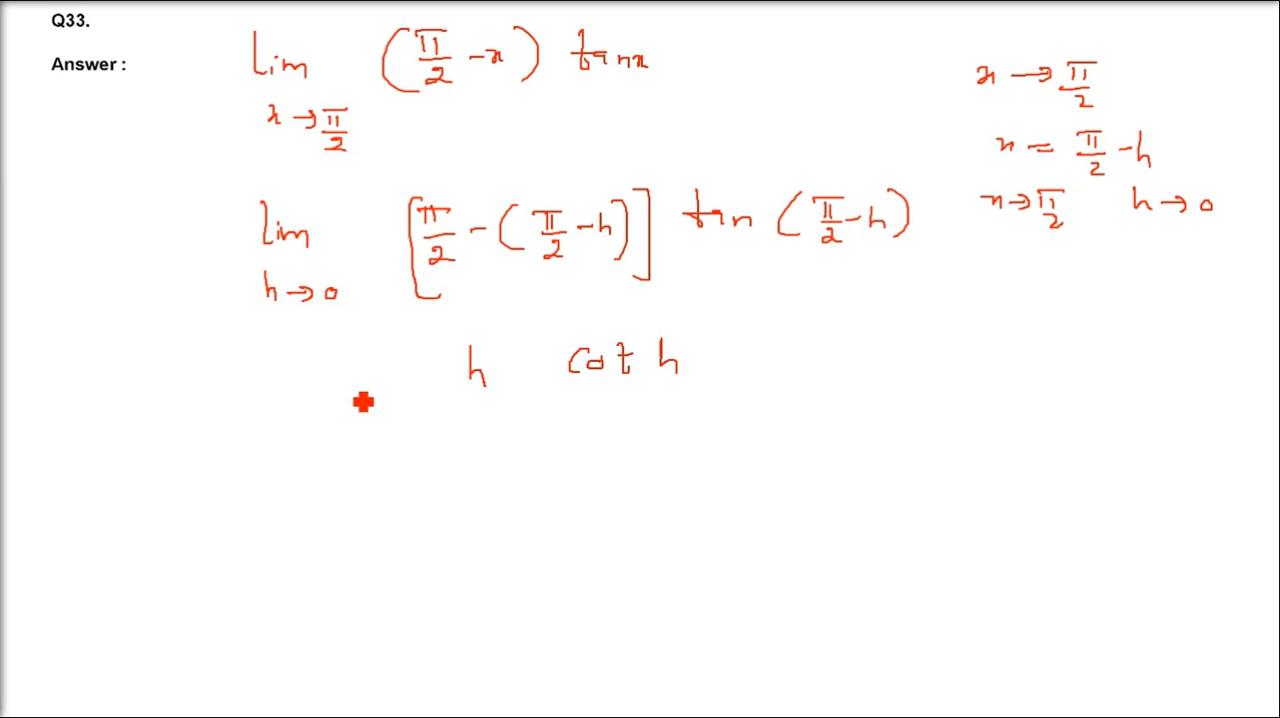 Q33.
Answer :
lim (π/2 - x) tan x
x → π/2
x → π/2
x = π/2 - h
x → π/2 h → 0
lim [π/2 - (π/2 - h)] tan (π/2 - h)
h → 0
h cot h